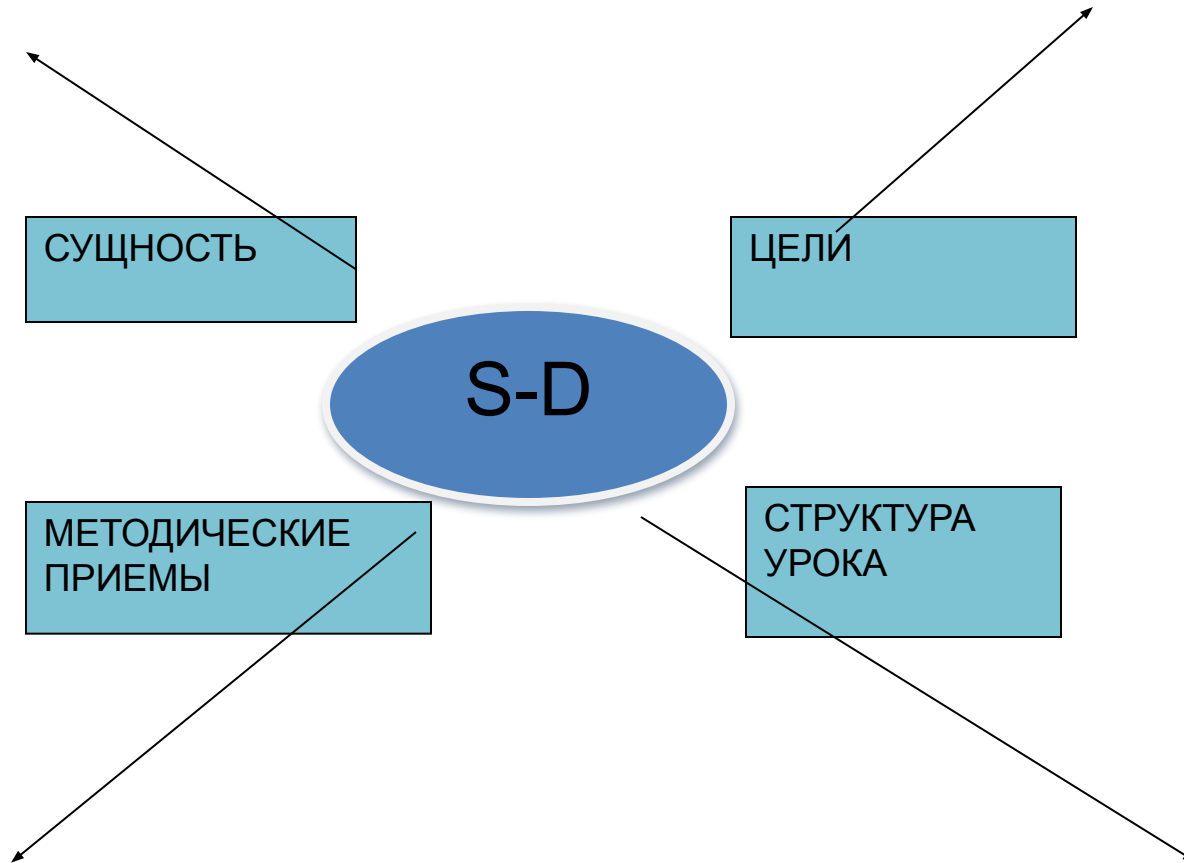 СУЩНОСТЬ
ЦЕЛИ
S-D
МЕТОДИЧЕСКИЕ
ПРИЕМЫ
СТРУКТУРА
УРОКА